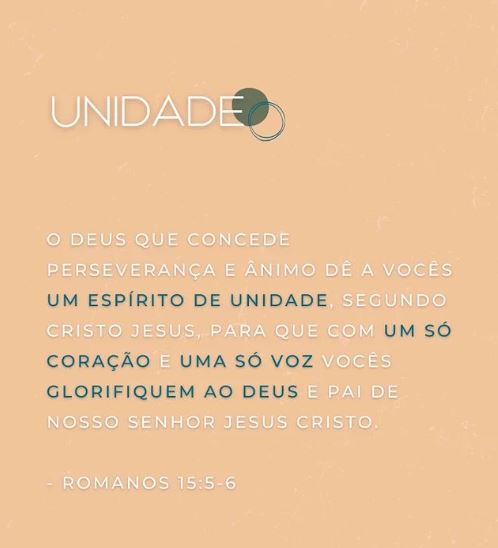 UNIDADE
O DEUS QUE CONCEDE
PERSEVERANÇA E ÂNIMO DÊ A VOCÊS
UM ESPÍRITO DE UNIDADE, SEGUNDO
CRISTO JESUS, PARA QUE COM UM SÓ
CORAÇÃO E UMA SÓ VOZ VOCÊS
GLORIFIQUEM AO DEUS E PAI DE
NOSSO SENHOR JESUS CRISTO.
- ROMANOS 15:5-6